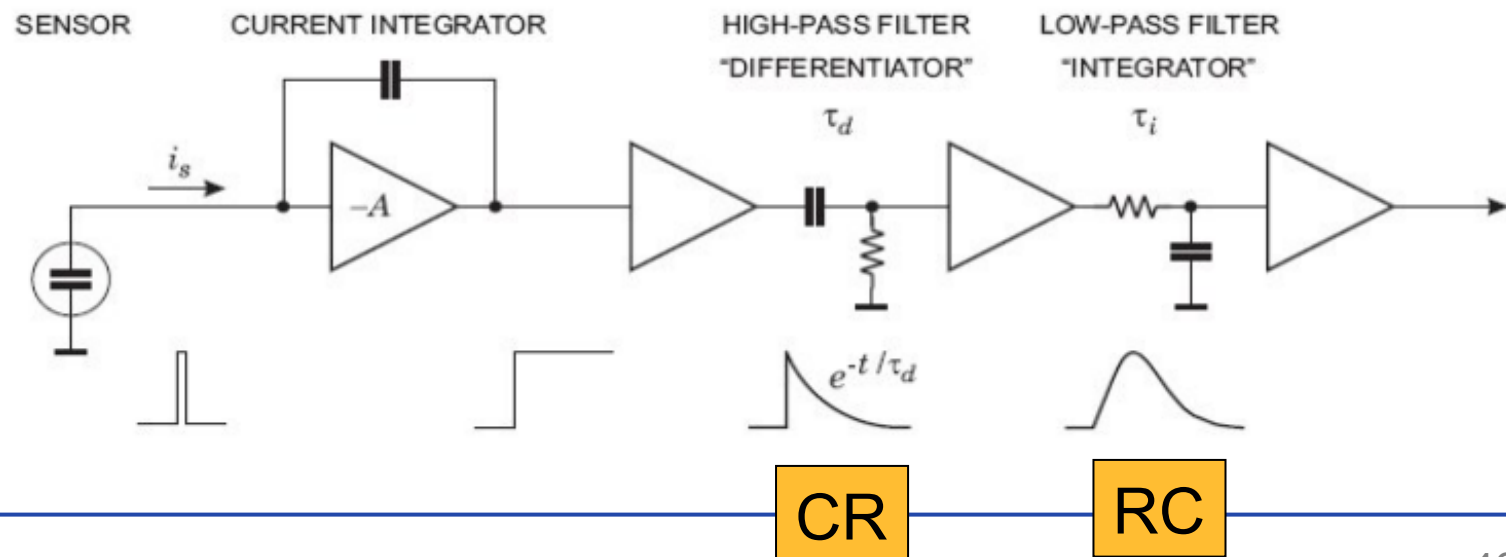 SENSOR
CURRENT INTEGRATOR
HIGH-PASS FILTER
"DIFFERENTIATOR"
τd
LOW-PASS FILTER
"INTEGRATOR"
τi
is
–A
e-t /τd
CR
RC